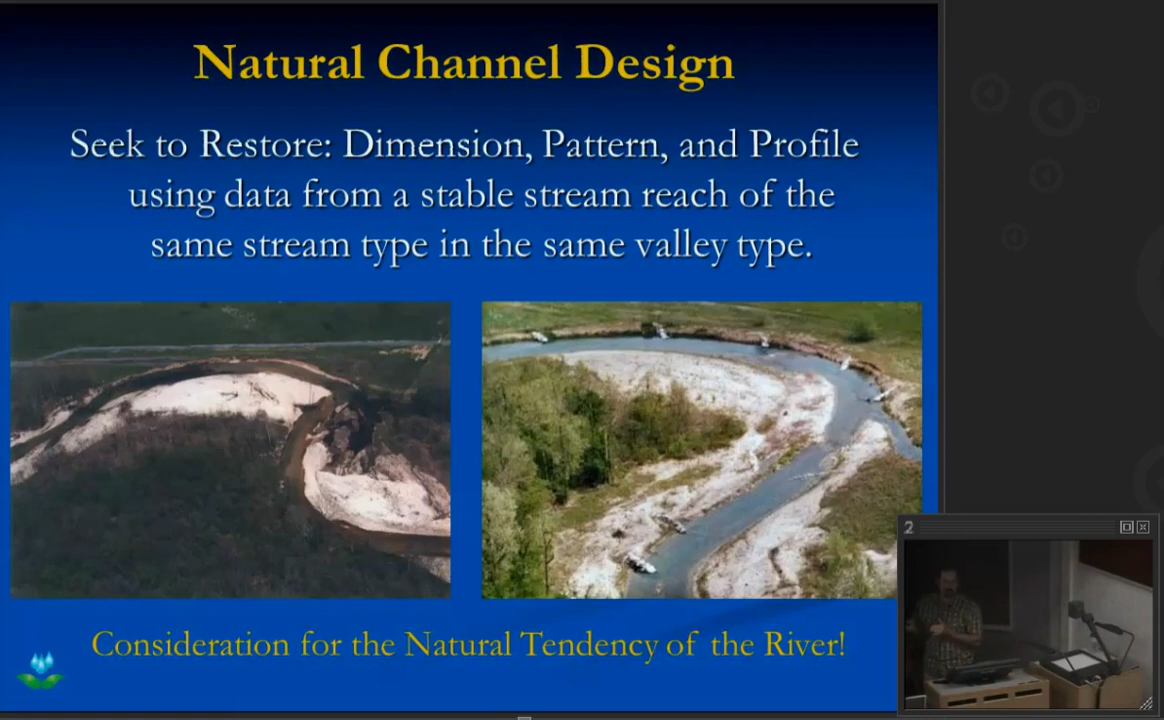 Natural Channel Design
Seek to Restore: Dimension, Pattern, and Profile
using data from a stable stream reach of the
same stream type in the same valley type.
Consideration for the Natural Tendency of the River!
2